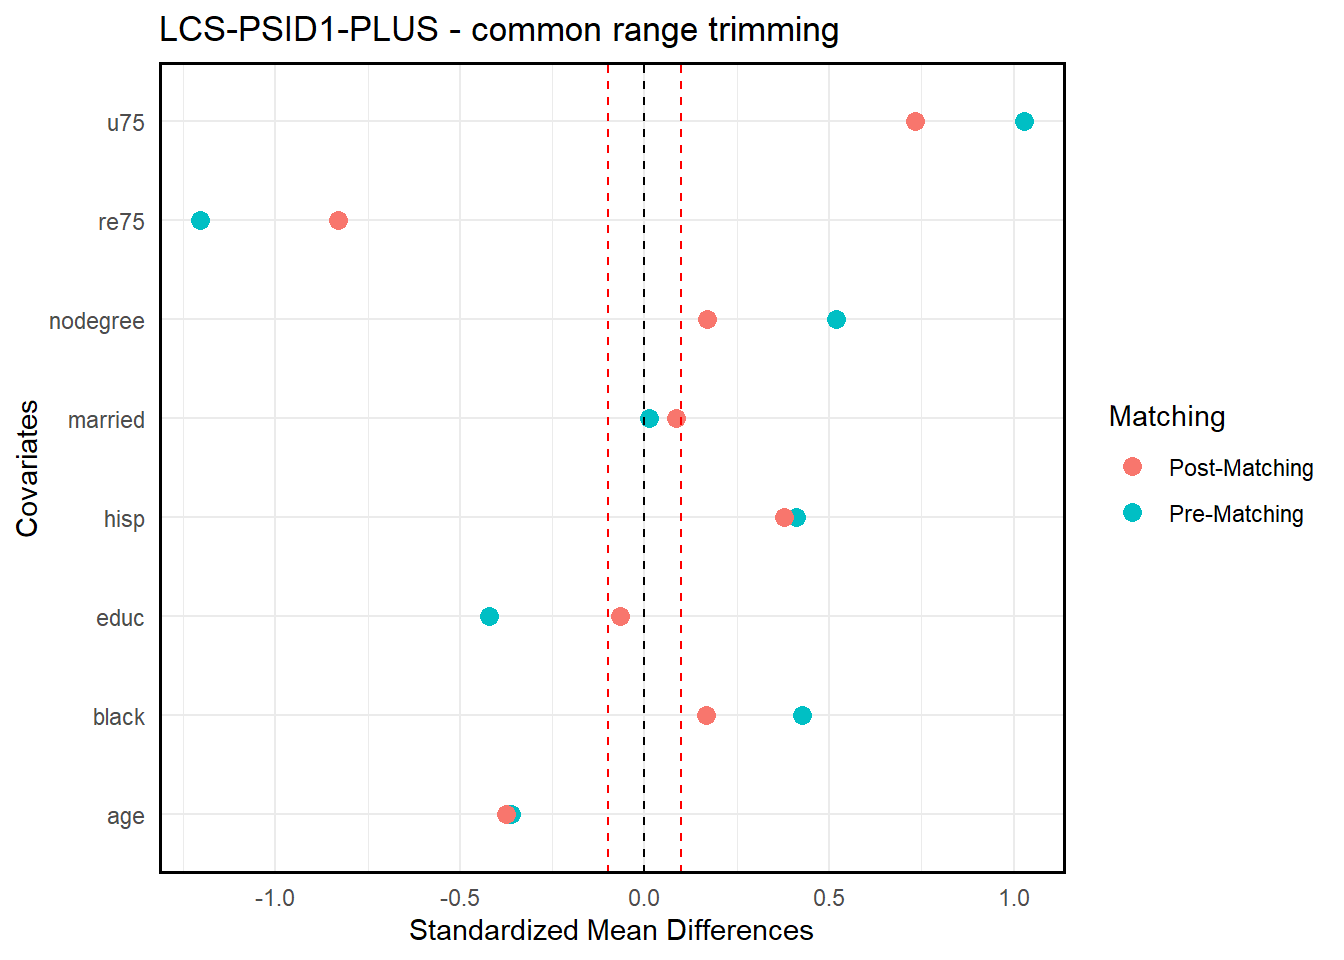 LCS-PSID1-PLUS - common range trimming
u75
re75
nodegree
married
hisp
educ
black
age
Covariates
-1.0
-0.5
0.0
0.5
1.0
Standardized Mean Differences
Matching
Post-Matching
Pre-Matching